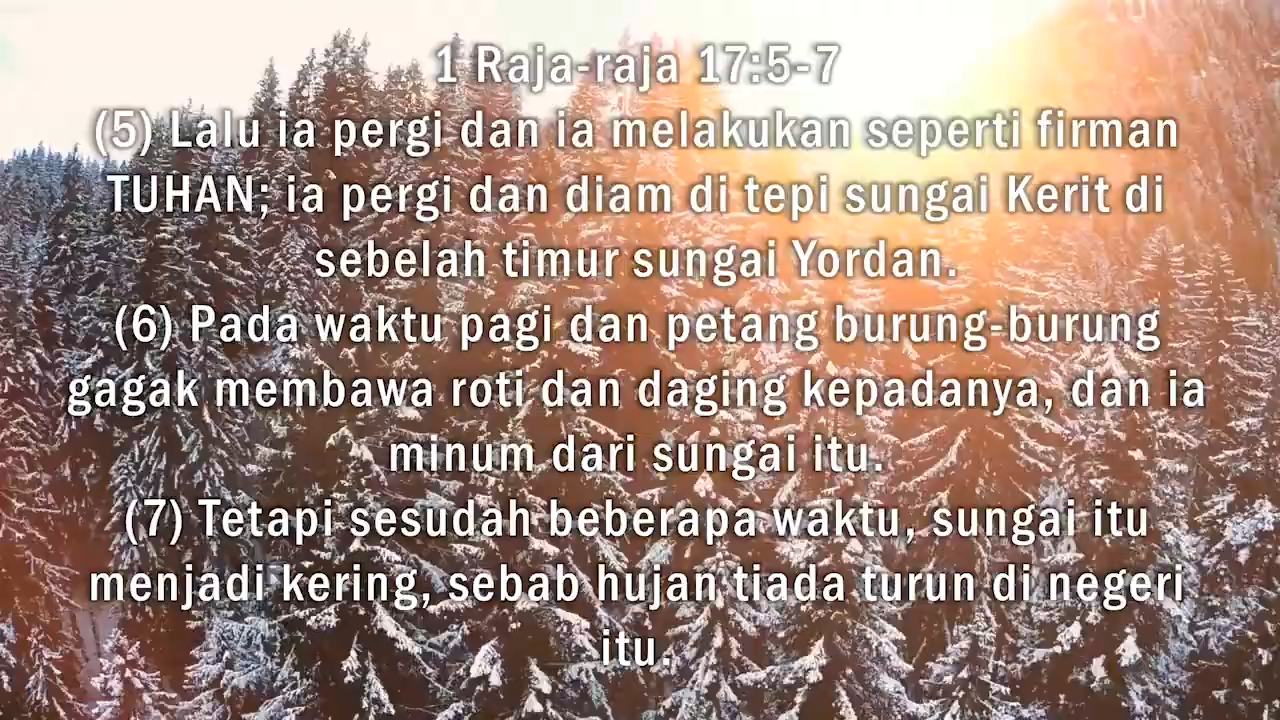 1 Raja-raja 17:5-7
(5) Lalu ia pergi dan ia melakukan seperti firman
TUHAN; ia pergi dan diam di tepi sungai Kerit di
sebelah timur sungai Yordan.
(6) Pada waktu pagi dan petang burung-burung
gagak membawa roti dan daging kepadanya, dan ia
minum dari sungai itu.
(7) Tetapi sesudah beberapa waktu, sungai itu
menjadi kering, sebab hujan tiada turun di negeri
itu.